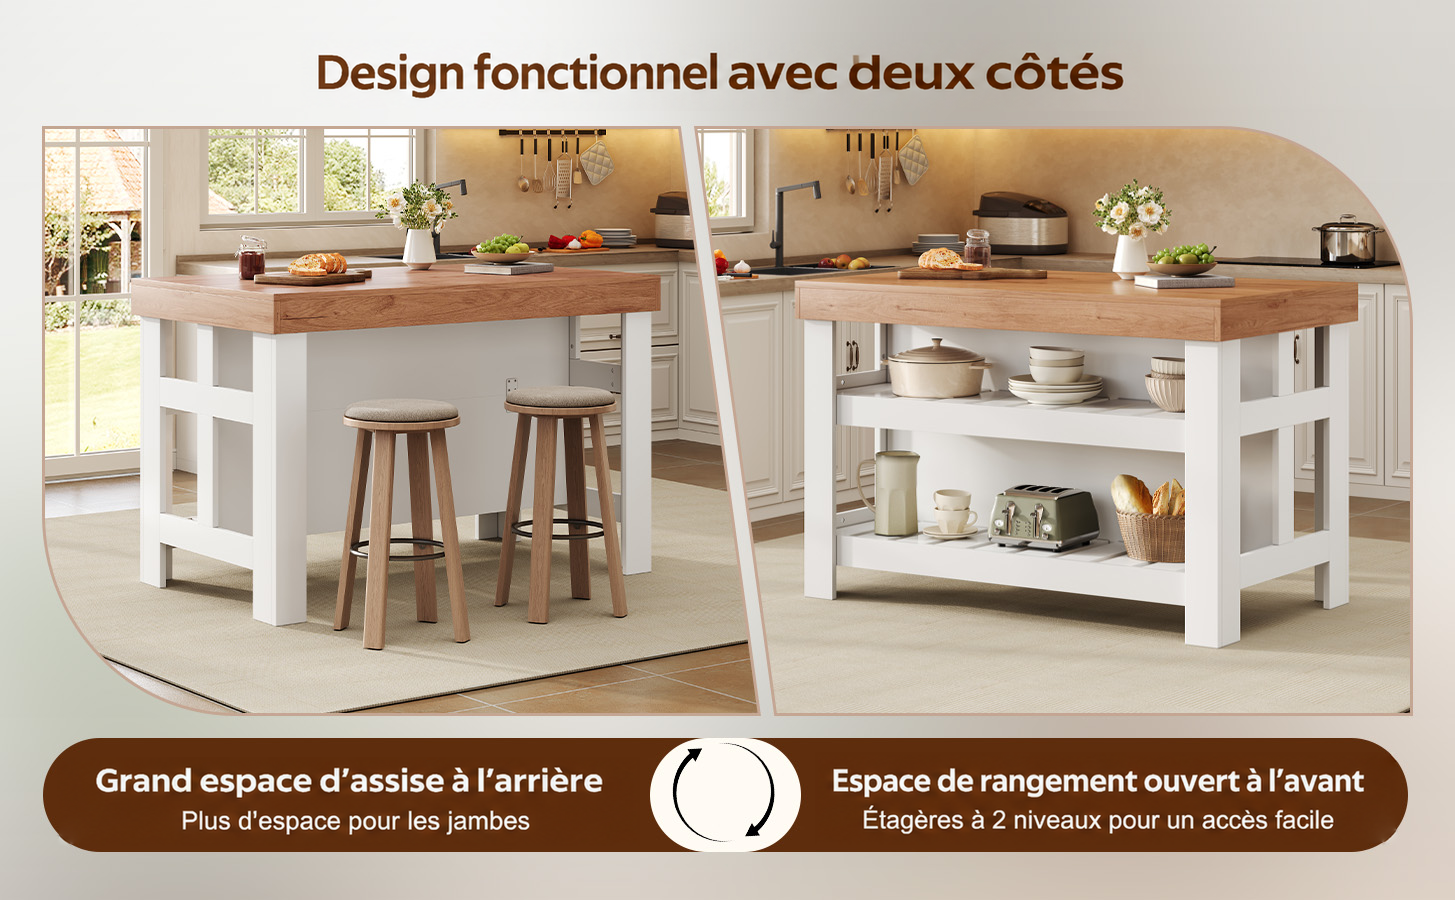 Design fonctionnel avec deux côtés
Grand espace d'assise à l'arrière
Plus d'espace pour les jambes
Espace de rangement ouvert à l'avant
Étagères à 2 niveaux pour un accès facile